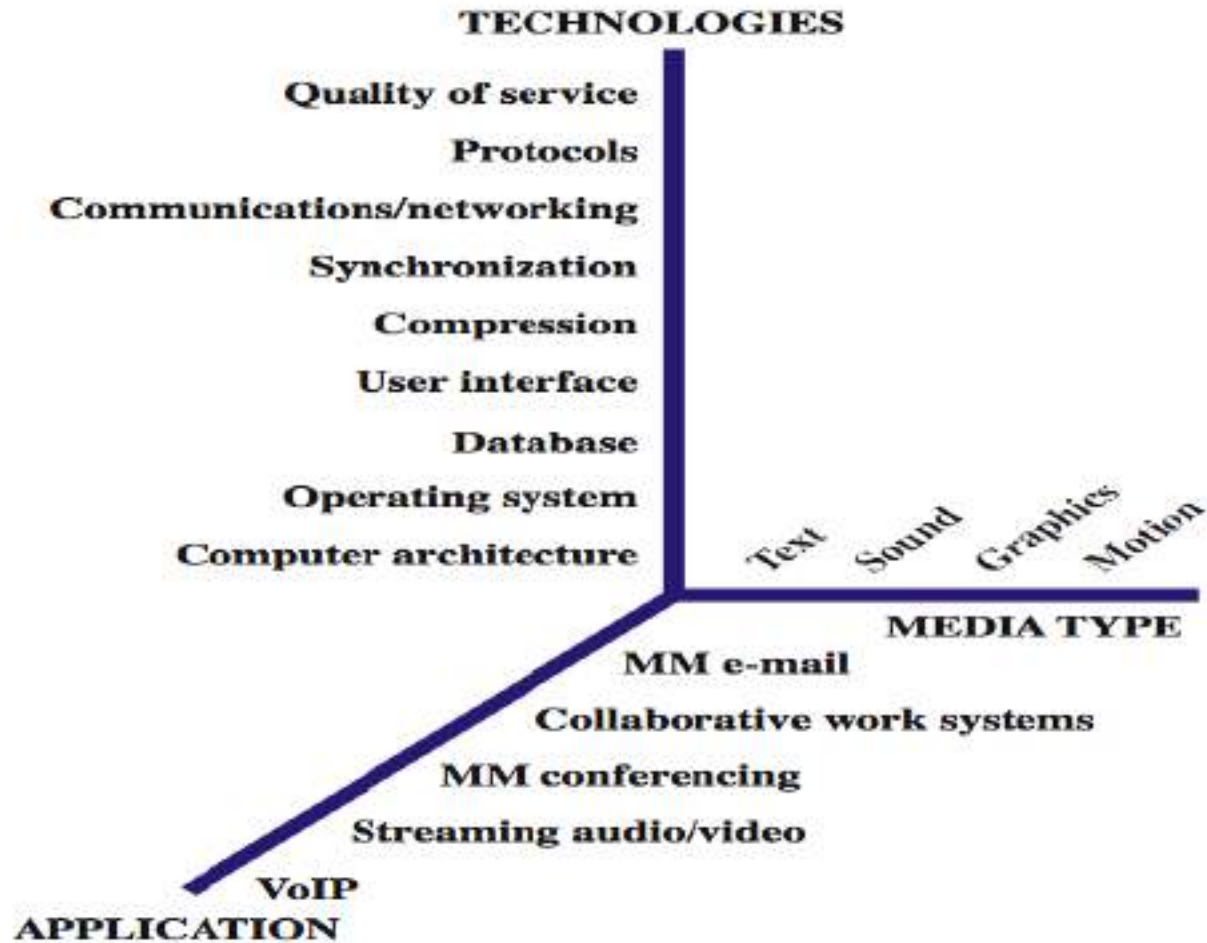 TECHNOLOGIES
Quality of service
Protocols
Communications/networking
Synchronization
Compression
User interface
Database
Operating system
Computer architecture
Text
Sound
Graphics
Motion
MEDIA TYPE
MM e-mail
Collaborative work systems
MM conferencing
Streaming audio/video
VoIP
APPLICATION